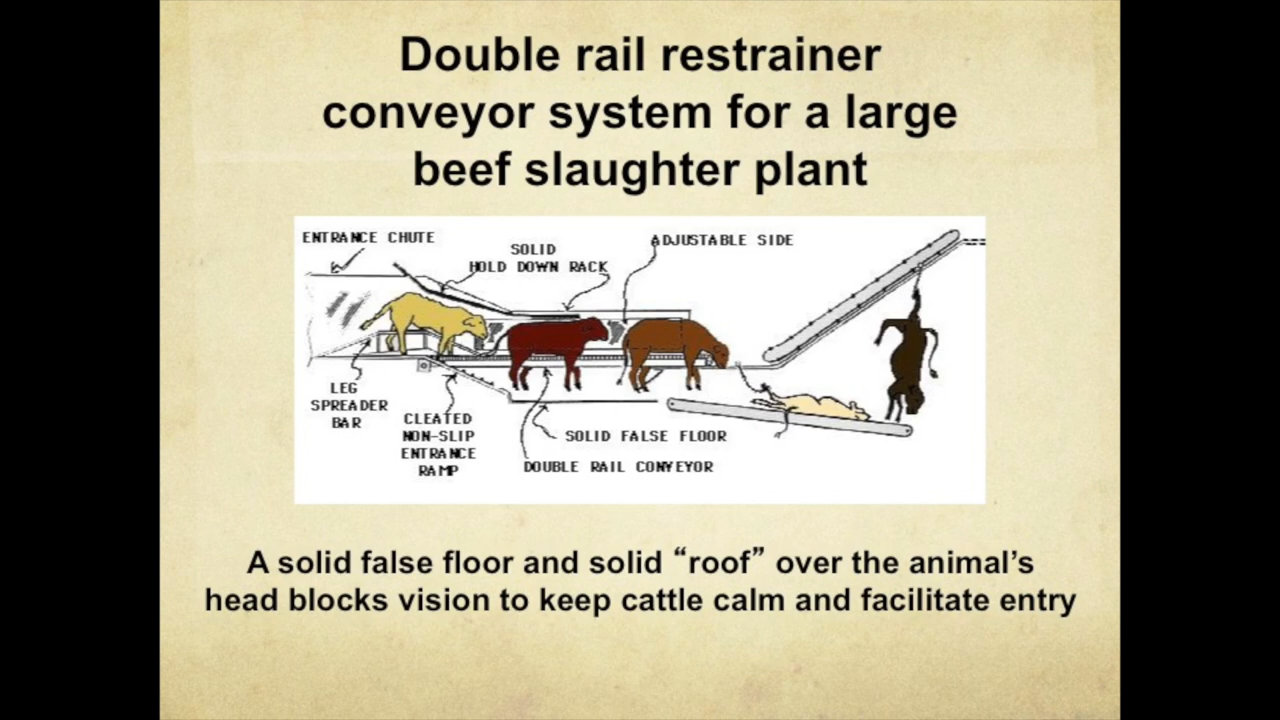 Double rail restrainer
conveyor system for a large
beef slaughter plant
ENTRANCE CHUTE
SOLID
HOLD DOWN RACK
ADJUSTABLE SIDE
LEG
SPREADER
BAR
CLEATED
NON-SLIP
ENTRANCE
RAMP
SOLID FALSE FLOOR
DOUBLE RAIL CONVEYOR
A solid false floor and solid “roof” over the animal’s
head blocks vision to keep cattle calm and facilitate entry